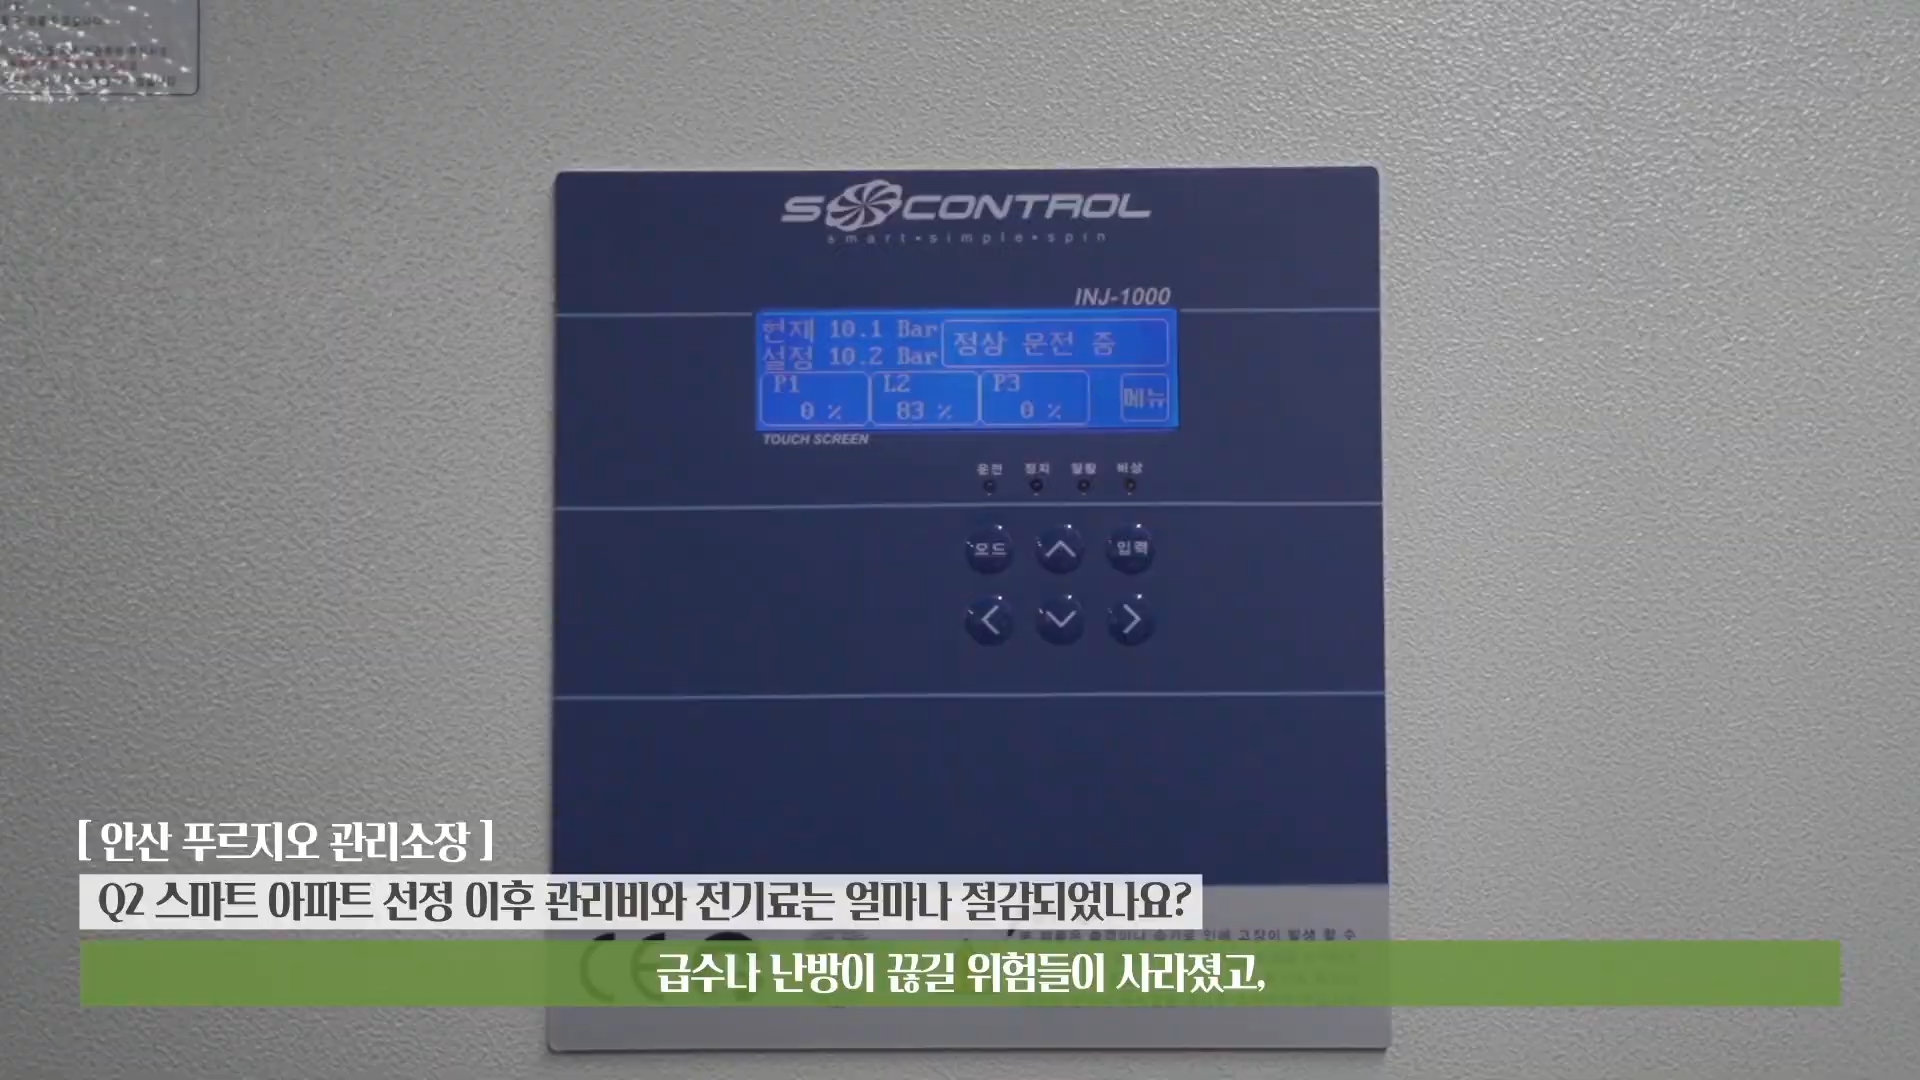 S CONTROL
smart•simple•spin
INJ-1000
현재 10.1 Bar
설정 10.2 Bar
정상 운전 중
P1 L2 P3
0 % 83 % 0 % 메뉴
TOUCH SCREEN
운전 정지 비상
모드 입력
[ 안산 푸르지오 관리소장 ]
Q2 스마트 아파트 선정 이후 관리비와 전기료는 얼마나 절감되었나요?
급수나 난방이 끊길 위험들이 사라졌고,